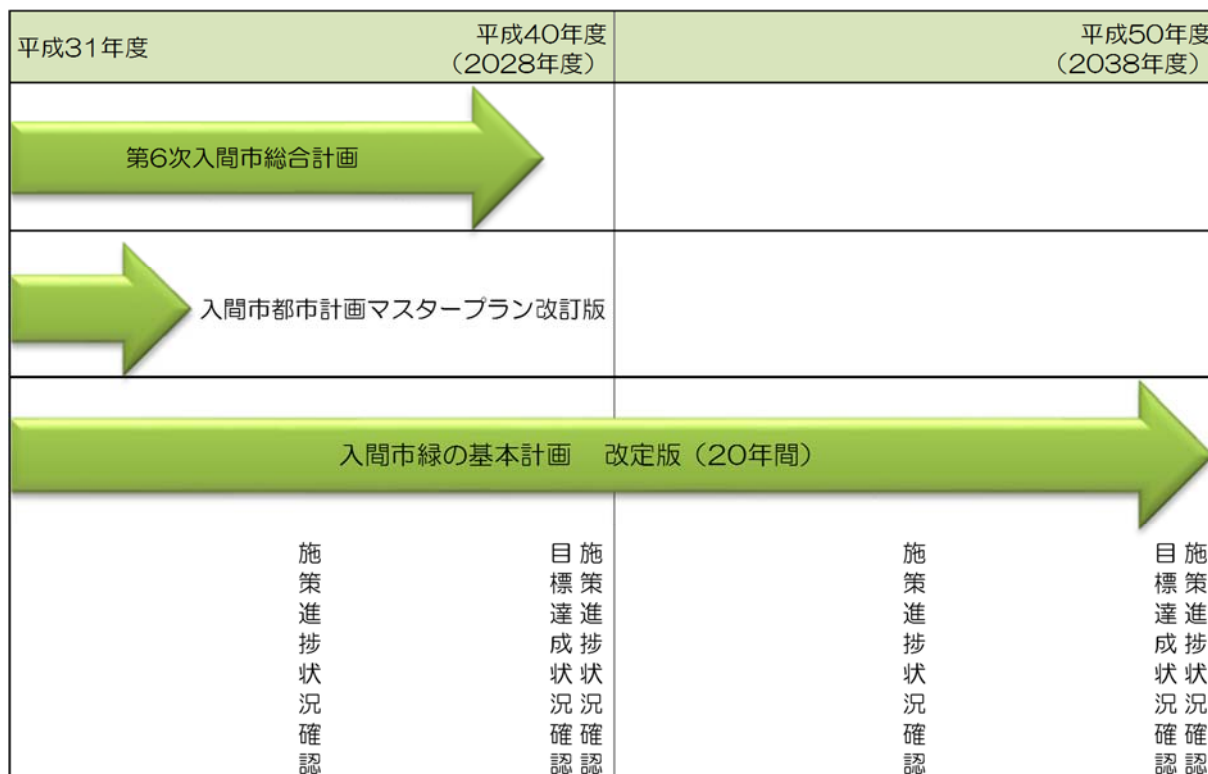 平成31年度
平成40年度
（2028年度）
平成50年度
（2038年度）
第6次入間市総合計画
入間市都市計画マスタープラン改訂版
入間市緑の基本計画　改定版（20年間）
施策進捗状況確認
施策進捗状況確認
目標達成状況確認
施策進捗状況確認
施策進捗状況確認
目標達成状況確認